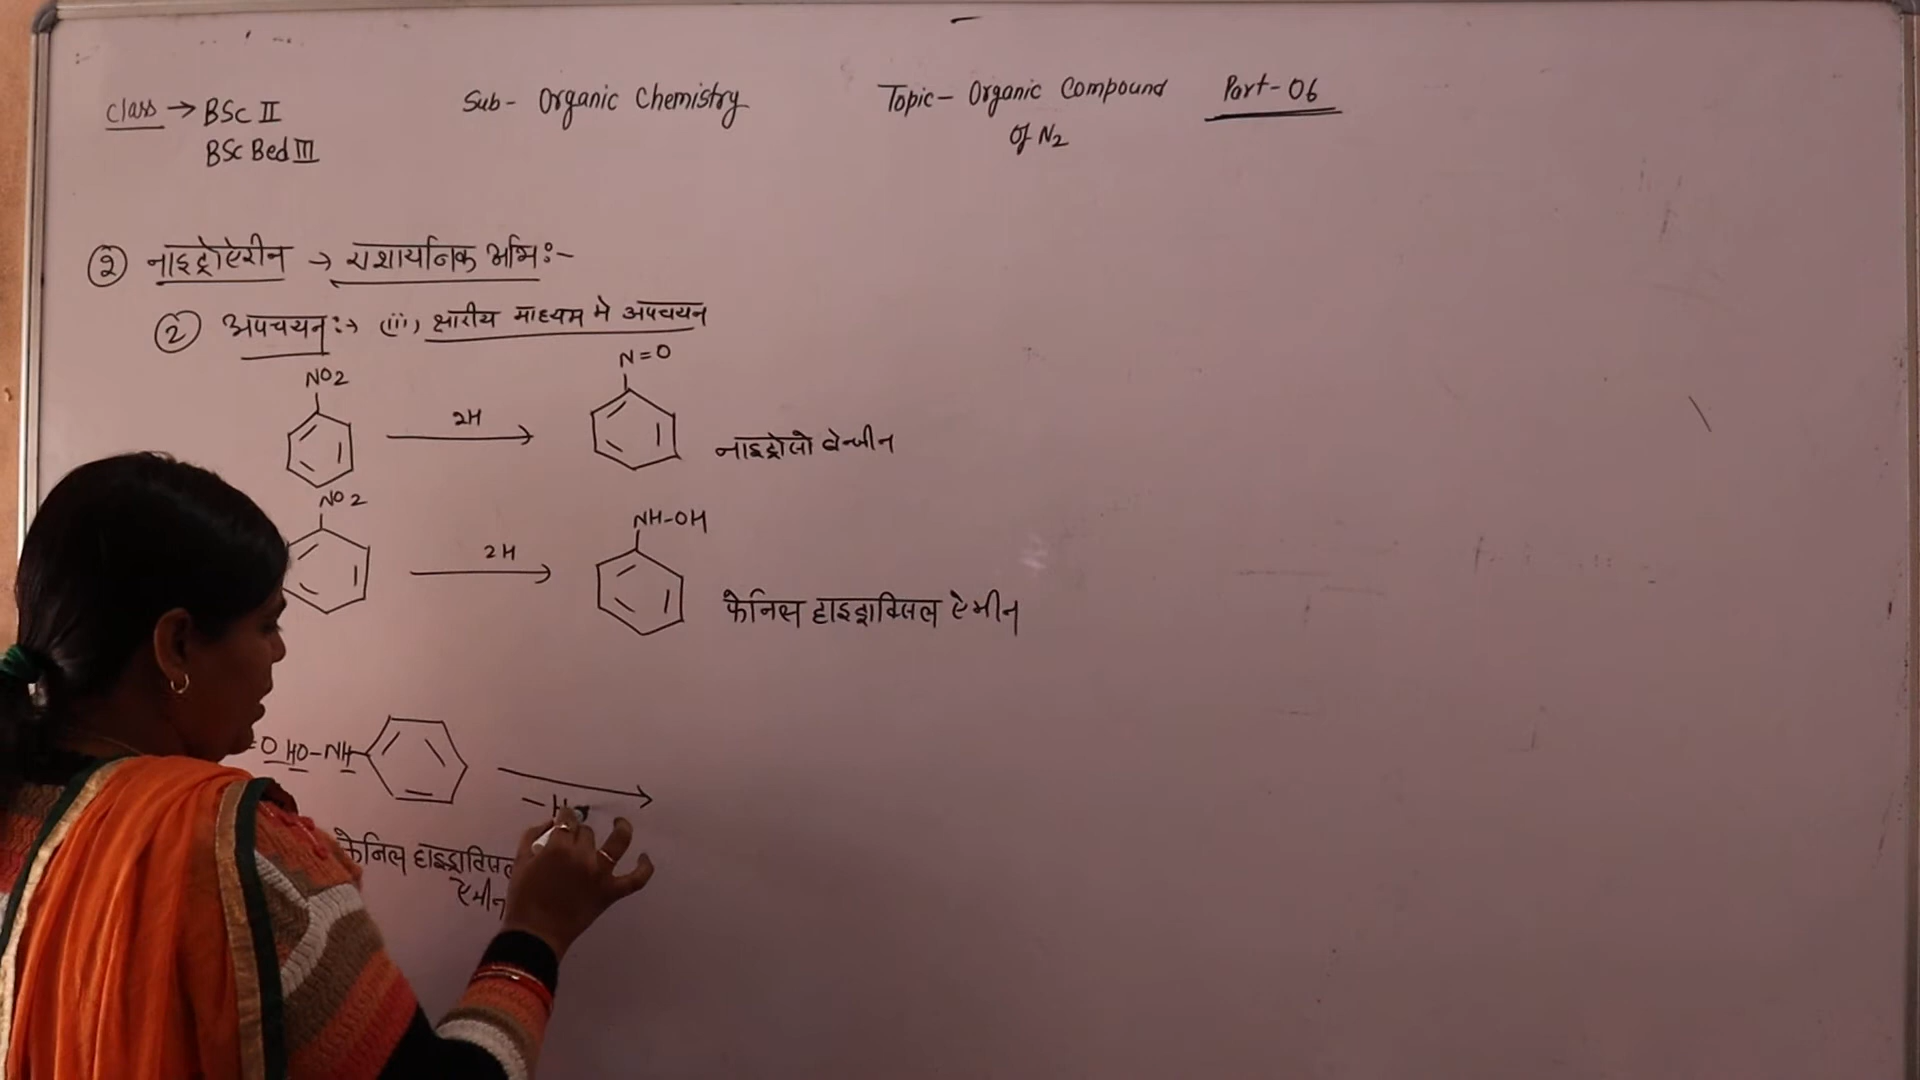 Class → BSc II
BSc Bed III
Sub- Organic Chemistry
Topic- Organic Compound
Of N2
Part-06
② नाइट्रोऐरीन → राशायनिक अभिः-
② अपचयन:→ (iii) क्षारीय माध्यम मे अपचयन
NO2
2H
N=O
नाइट्रोसो बेन्जीन
NO2
2H
NH-OH
फेनिल हाइड्राक्सिल ऐमीन
=O HO-NH
फेनिल हाइड्राक्सिल
ऐमीन